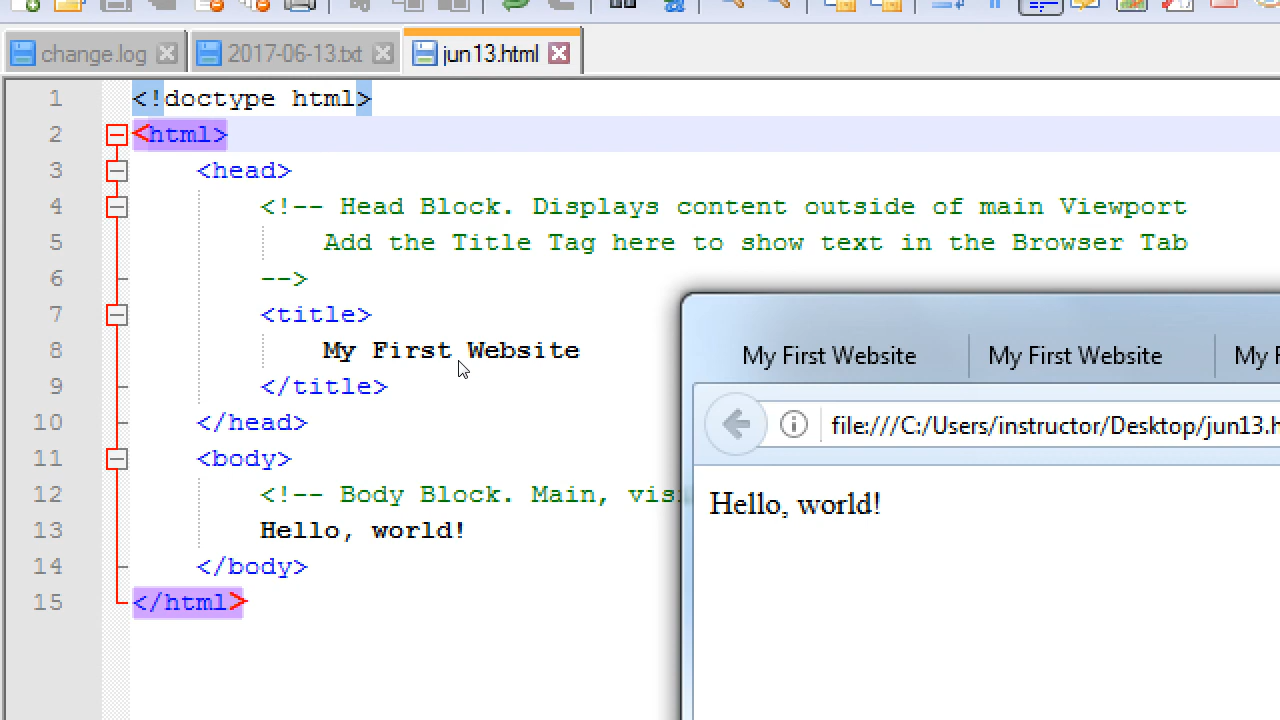 change.log 2017-06-13.txt jun13.html
1 <!doctype html>
2 <html>
3 <head>
4 <!-- Head Block. Displays content outside of main Viewport
5 Add the Title Tag here to show text in the Browser Tab
6 -->
7 <title>
8 My First Website
9 </title>
10 </head>
11 <body>
12 <!-- Body Block. Main,
13 Hello, world!
14 </body>
15 </html>
My First Website My First Website My
file:///C:/Users/instructor/Desktop/jun13.h
Hello, world!